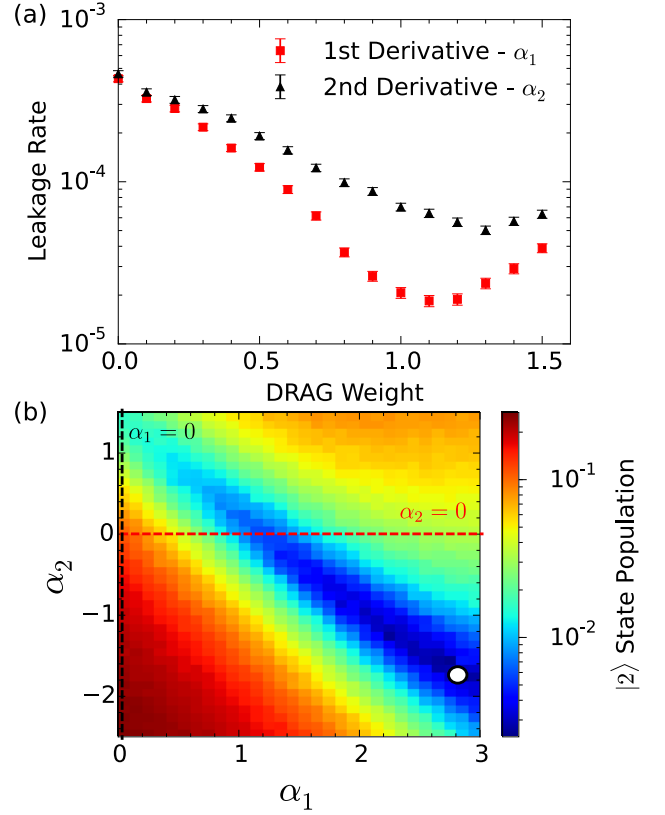 (a)
10⁻³
10⁻⁴
10⁻⁵
Leakage Rate
1st Derivative - α₁
2nd Derivative - α₂
0.0 0.5 1.0 1.5
DRAG Weight
(b)
α₁ = 0
α₂ = 0
1
0
−1
−2
α₂
0 1 2 3
α₁
10⁻¹
10⁻²
|2⟩ State Population